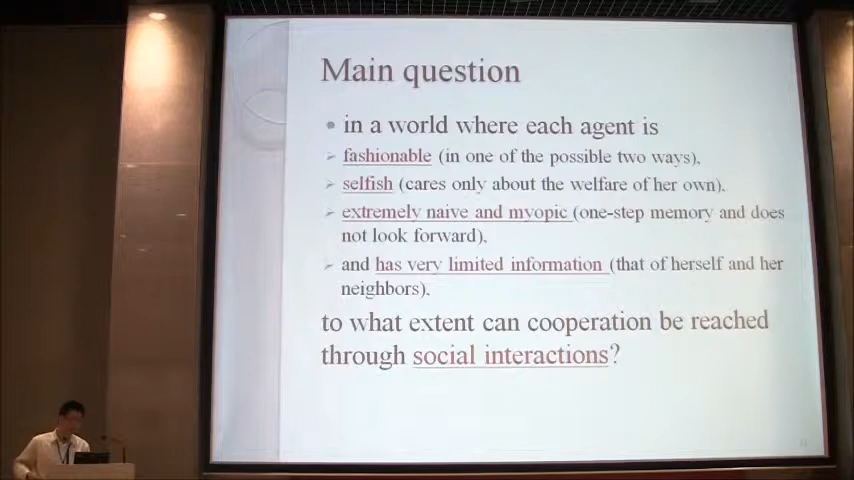 Main question
• in a world where each agent is
➢ fashionable (in one of the possible two ways),
➢ selfish (cares only about the welfare of her own),
➢ extremely naive and myopic (one-step memory and does
not look forward),
➢ and has very limited information (that of herself and her
neighbors),
to what extent can cooperation be reached
through social interactions?